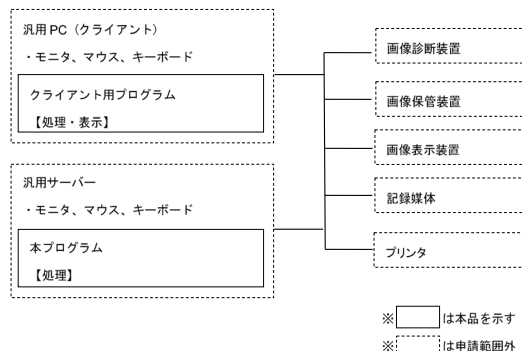 汎用PC（クライアント）
・モニタ、マウス、キーボード
クライアント用プログラム
【処理・表示】
汎用サーバー
・モニタ、マウス、キーボード
本プログラム
【処理】
画像診断装置
画像保管装置
画像表示装置
記録媒体
プリンタ
※ は本品を示す
※ は申請範囲外